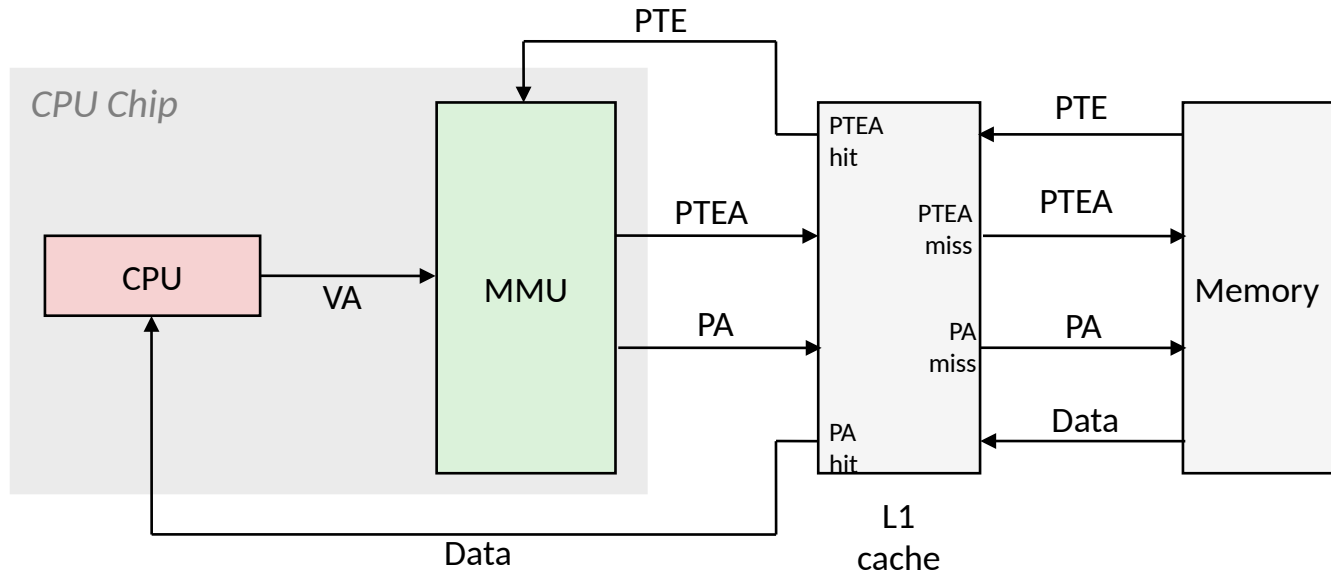 PTE
CPU Chip
PTEA
hit
PTE
PTEA
PTEA
miss
PTEA
CPU
VA
MMU
Memory
PA
PA
miss
PA
PA
hit
Data
L1
cache
Data